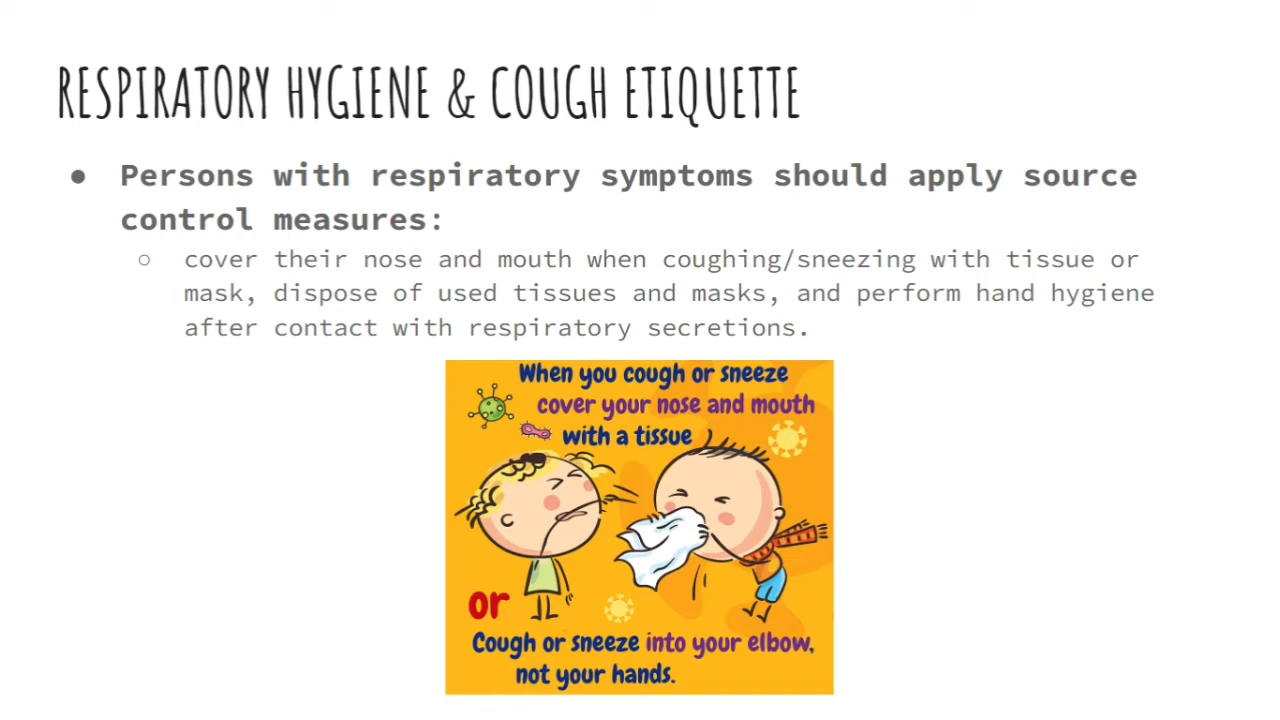 RESPIRATORY HYGIENE & COUGH ETIQUETTE
● Persons with respiratory symptoms should apply source
control measures:
○ cover their nose and mouth when coughing/sneezing with tissue or
mask, dispose of used tissues and masks, and perform hand hygiene
after contact with respiratory secretions.
When you cough or sneeze
cover your nose and mouth
with a tissue
or
Cough or sneeze into your elbow,
not your hands.